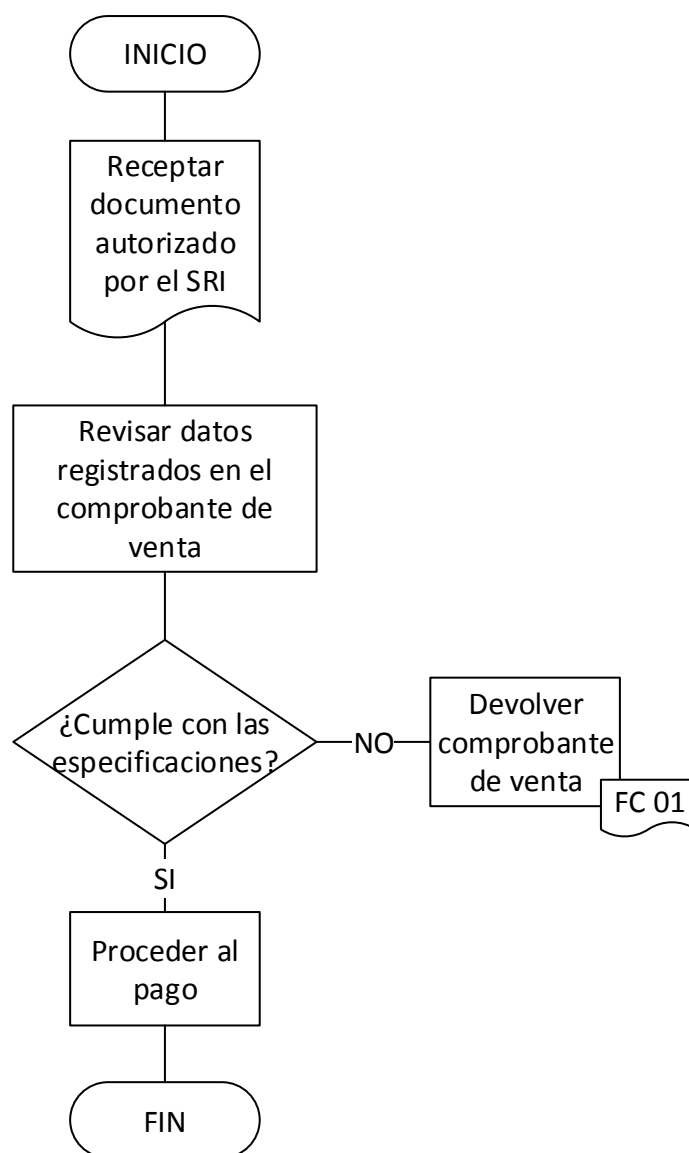 INICIO
Receptar
documento
autorizado
por el SRI
Revisar datos
registrados en el
comprobante de
venta
¿Cumple con las
especificaciones?
NO
Devolver
comprobante
de venta
FC 01
SI
Proceder al
pago
FIN